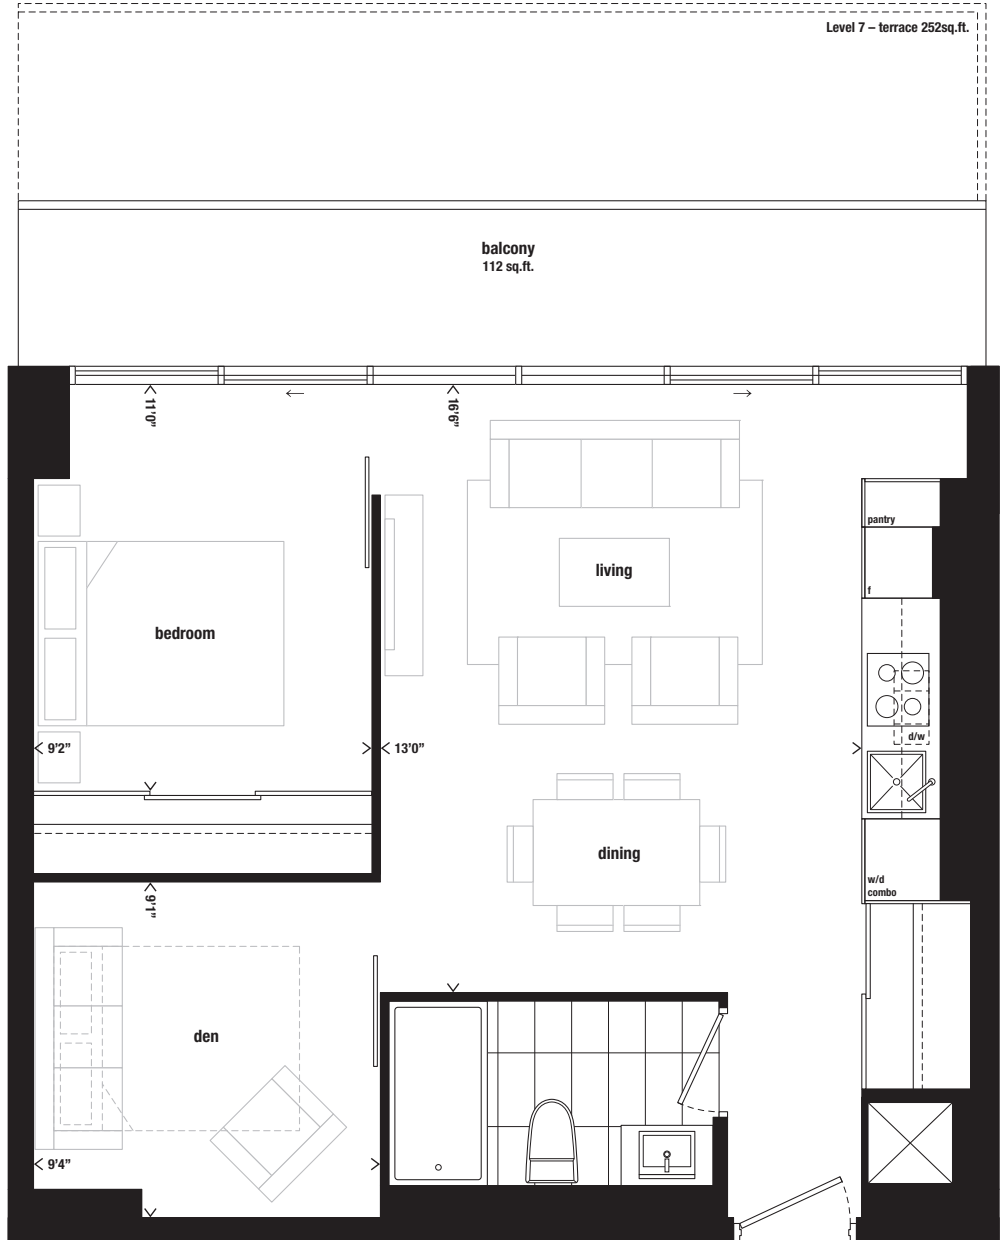 Level 7 – terrace 252sq.ft.
balcony
112 sq.ft.
11’0”
16’6”
pantry
living
f
bedroom
d/w
9’2”
13’0”
dining
w/d
combo
9’1”
den
9’4”